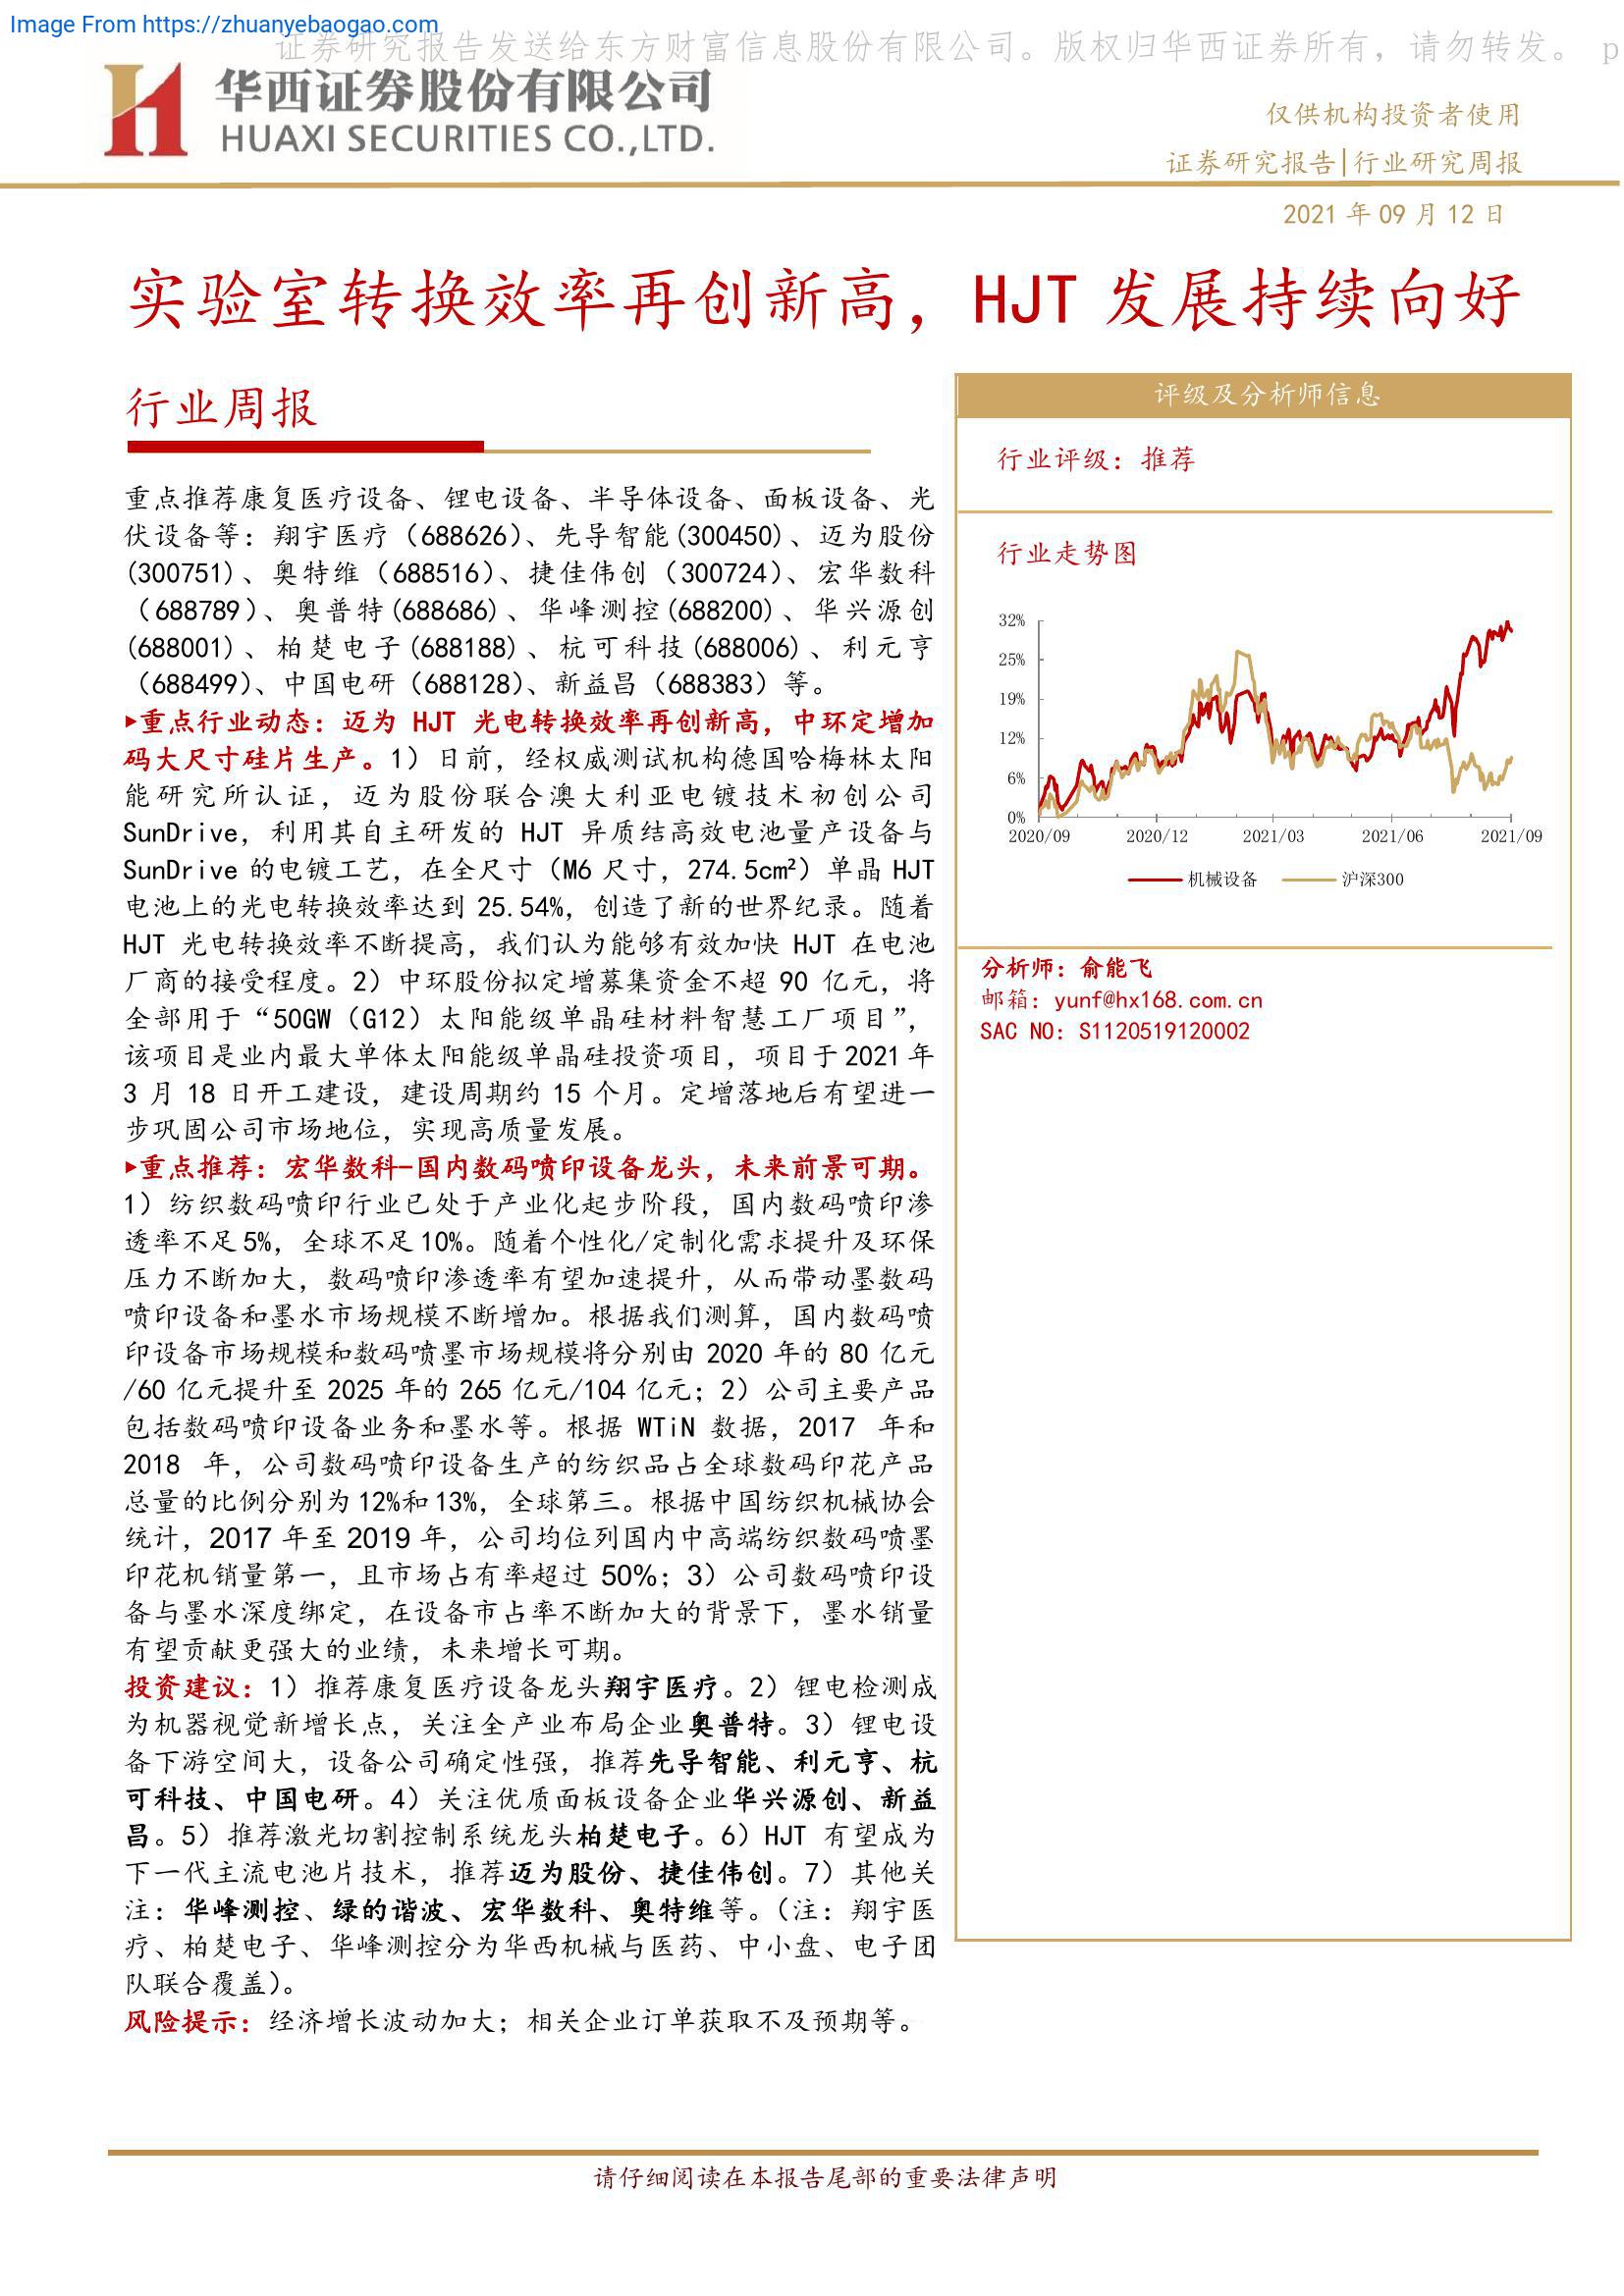 Image From https://zhuanyebaogao.com
证券研究报告发送给东方财富信息股份有限公司。版权归华西证券所有，请勿转发。 p
华西证券股份有限公司
HUAXI SECURITIES CO.,LTD.
仅供机构投资者使用
证券研究报告|行业研究周报
2021 年 09 月 12 日
实验室转换效率再创新高，HJT 发展持续向好
行业周报
重点推荐康复医疗设备、锂电设备、半导体设备、面板设备、光
伏设备等：翔宇医疗（688626）、先导智能(300450)、迈为股份
(300751)、奥特维（688516）、捷佳伟创（300724）、宏华数科
（688789）、奥普特(688686)、华峰测控(688200)、华兴源创
(688001)、柏楚电子(688188)、杭可科技(688006)、利元亨
（688499）、中国电研（688128）、新益昌（688383）等。
▶重点行业动态：迈为 HJT 光电转换效率再创新高，中环定增加
码大尺寸硅片生产。1）日前，经权威测试机构德国哈梅林太阳
能研究所认证，迈为股份联合澳大利亚电镀技术初创公司
SunDrive，利用其自主研发的 HJT 异质结高效电池量产设备与
SunDrive 的电镀工艺，在全尺寸（M6 尺寸，274.5cm²）单晶 HJT
电池上的光电转换效率达到 25.54%，创造了新的世界纪录。随着
HJT 光电转换效率不断提高，我们认为能够有效加快 HJT 在电池
厂商的接受程度。2）中环股份拟定增募集资金不超 90 亿元，将
全部用于“50GW（G12）太阳能级单晶硅材料智慧工厂项目”，
该项目是业内最大单体太阳能级单晶硅投资项目，项目于 2021 年
3 月 18 日开工建设，建设周期约 15 个月。定增落地后有望进一
步巩固公司市场地位，实现高质量发展。
▶重点推荐：宏华数科-国内数码喷印设备龙头，未来前景可期。
1）纺织数码喷印行业已处于产业化起步阶段，国内数码喷印渗
透率不足 5%，全球不足 10%。随着个性化/定制化需求提升及环保
压力不断加大，数码喷印渗透率有望加速提升，从而带动墨数码
喷印设备和墨水市场规模不断增加。根据我们测算，国内数码喷
印设备市场规模和数码喷墨市场规模将分别由 2020 年的 80 亿元
/60 亿元提升至 2025 年的 265 亿元/104 亿元；2）公司主要产品
包括数码喷印设备业务和墨水等。根据 WTiN 数据，2017 年和
2018 年，公司数码喷印设备生产的纺织品占全球数码印花产品
总量的比例分别为 12%和 13%，全球第三。根据中国纺织机械协会
统计，2017 年至 2019 年，公司均位列国内中高端纺织数码喷墨
印花机销量第一，且市场占有率超过 50%；3）公司数码喷印设
备与墨水深度绑定，在设备市占率不断加大的背景下，墨水销量
有望贡献更强大的业绩，未来增长可期。
投资建议：1）推荐康复医疗设备龙头翔宇医疗。2）锂电检测成
为机器视觉新增长点，关注全产业布局企业奥普特。3）锂电设
备下游空间大，设备公司确定性强，推荐先导智能、利元亨、杭
可科技、中国电研。4）关注优质面板设备企业华兴源创、新益
昌。5）推荐激光切割控制系统龙头柏楚电子。6）HJT 有望成为
下一代主流电池片技术，推荐迈为股份、捷佳伟创。7）其他关
注：华峰测控、绿的谐波、宏华数科、奥特维等。（注：翔宇医
疗、柏楚电子、华峰测控分为华西机械与医药、中小盘、电子团
队联合覆盖）。
风险提示：经济增长波动加大；相关企业订单获取不及预期等。
评级及分析师信息
行业评级：推荐
行业走势图
32%
25%
19%
12%
6%
0%
2020/09 2020/12 2021/03 2021/06 2021/09
机械设备 沪深300
分析师：俞能飞
邮箱：yunf@hx168.com.cn
SAC NO：S1120519120002
请仔细阅读在本报告尾部的重要法律声明